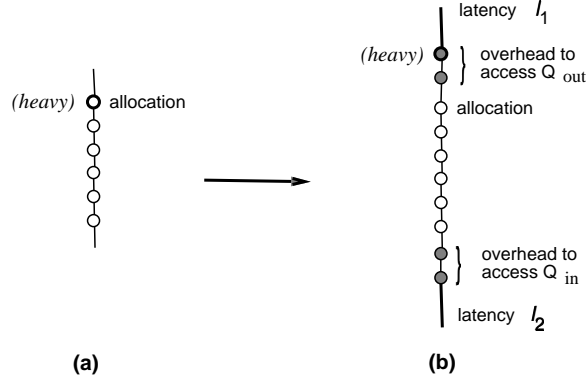 latency l1
(heavy)
overhead to
access Q out
(heavy) allocation
allocation
overhead to
access Q in
latency l2
(a)
(b)